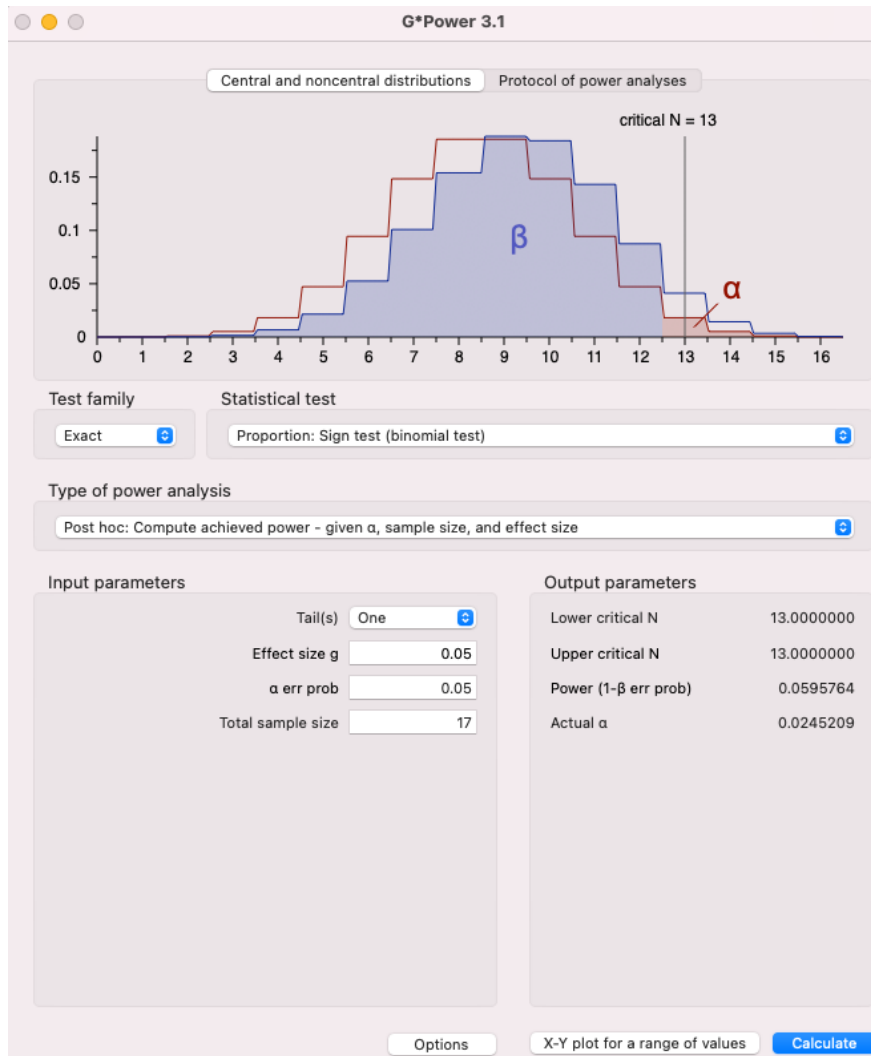 G*Power 3.1
Central and noncentral distributions Protocol of power analyses
critical N = 13
0.15
0.1
0.05
0
β
α
0 1 2 3 4 5 6 7 8 9 10 11 12 13 14 15 16
Test family Statistical test
Exact Proportion: Sign test (binomial test)
Type of power analysis
Post hoc: Compute achieved power - given α, sample size, and effect size
Input parameters Output parameters
Tail(s) One Lower critical N 13.0000000
Effect size g 0.05 Upper critical N 13.0000000
α err prob 0.05 Power (1-β err prob) 0.0595764
Total sample size 17 Actual α 0.0245209
Options X-Y plot for a range of values Calculate